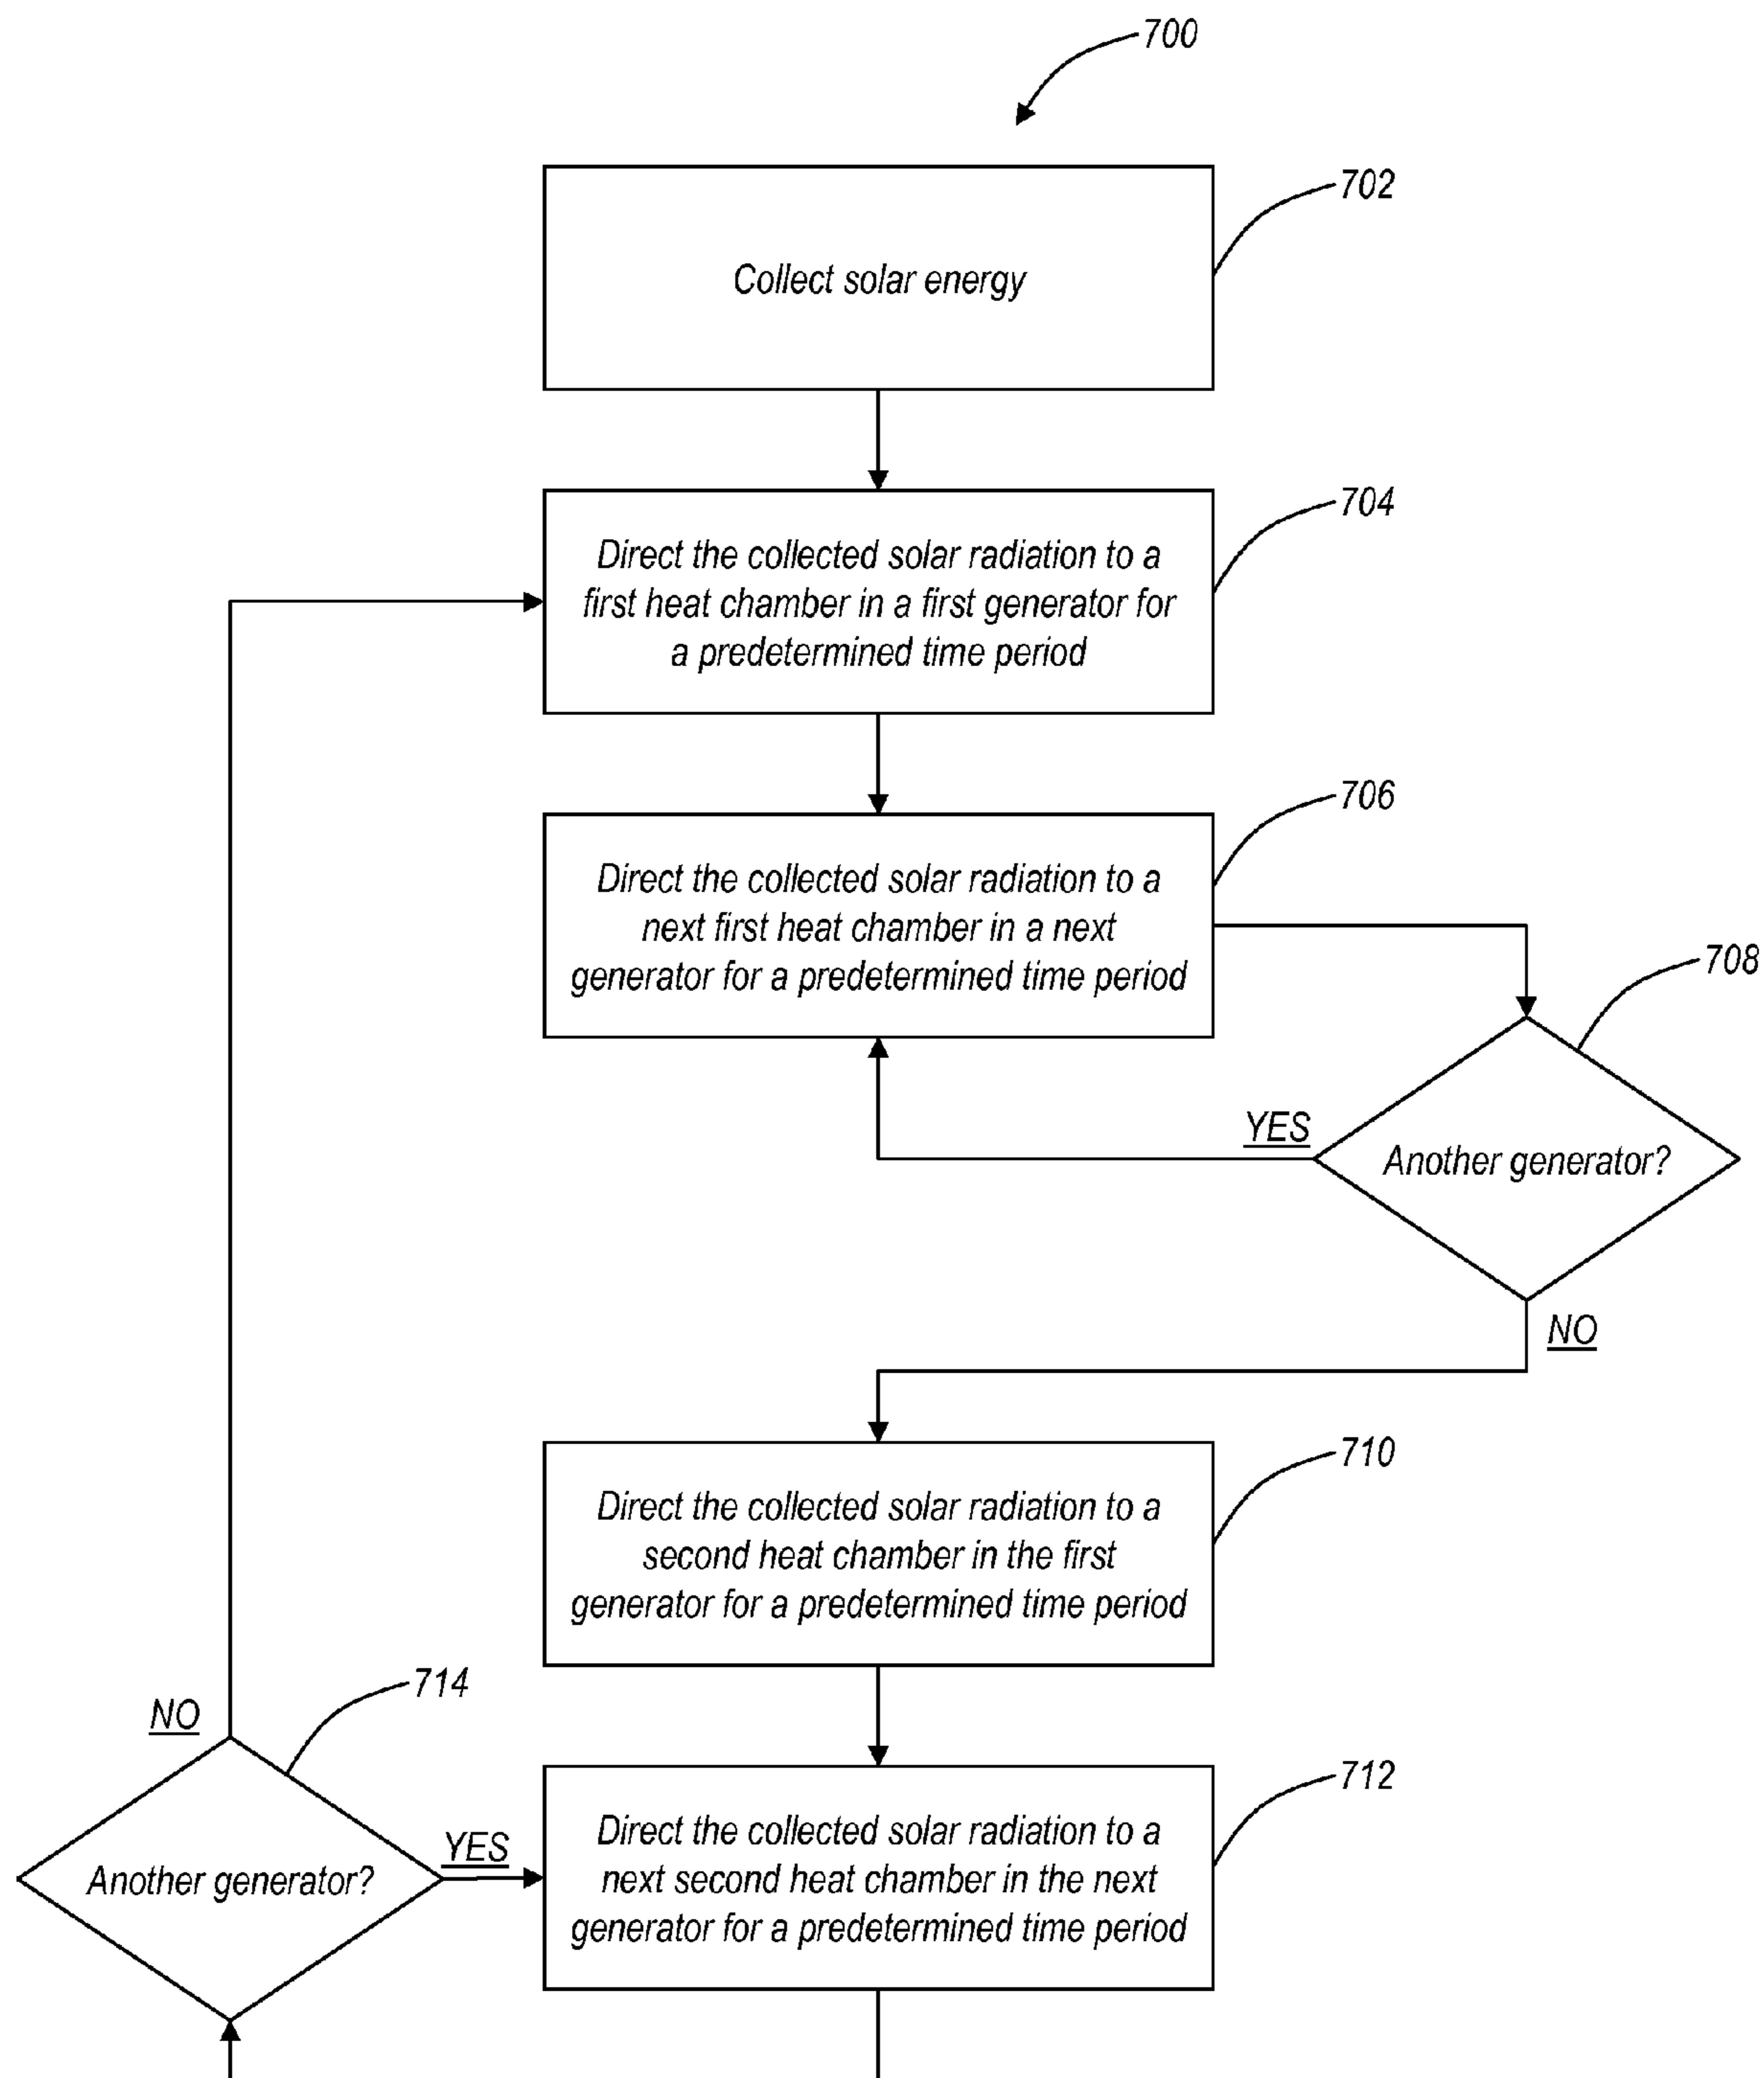 700
702
Collect solar energy
704
Direct the collected solar radiation to a
first heat chamber in a first generator for
a predetermined time period
706
Direct the collected solar radiation to a
next first heat chamber in a next
generator for a predetermined time period
708
YES
Another generator?
NO
710
Direct the collected solar radiation to a
second heat chamber in the first
generator for a predetermined time period
714
NO
712
YES
Another generator?
Direct the collected solar radiation to a
next second heat chamber in the next
generator for a predetermined time period